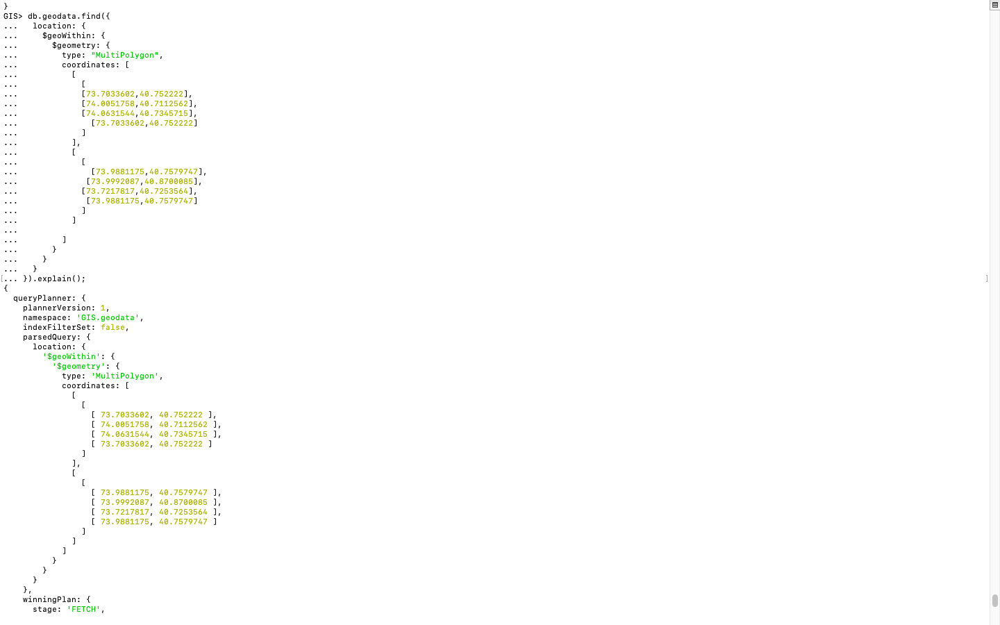 }
GIS> db.geodata.find({
...   location: {
...     $geoWithin: {
...       $geometry: {
...         type: "MultiPolygon",
...         coordinates: [
...           [
...             [
...             [73.7033602,40.752222],
...             [74.0051758,40.7112562],
...             [74.0631544,40.7345715],
...               [73.7033602,40.752222]
...             ]
...           ],
...           [
...             [
...               [73.9881175,40.7579747],
...              [73.9992087,40.8700085],
...             [73.7217817,40.7253564],
...              [73.9881175,40.7579747]
...             ]
...           ]
...
...         ]
...       }
...     }
...   }
[... }).explain(); ]
{
  queryPlanner: {
    plannerVersion: 1,
    namespace: 'GIS.geodata',
    indexFilterSet: false,
    parsedQuery: {
      location: {
        '$geoWithin': {
          '$geometry': {
            type: 'MultiPolygon',
            coordinates: [
              [
                [
                  [ 73.7033602, 40.752222 ],
                  [ 74.0051758, 40.7112562 ],
                  [ 74.0631544, 40.7345715 ],
                  [ 73.7033602, 40.752222 ]
                ]
              ],
              [
                [
                  [ 73.9881175, 40.7579747 ],
                  [ 73.9992087, 40.8700085 ],
                  [ 73.7217817, 40.7253564 ],
                  [ 73.9881175, 40.7579747 ]
                ]
              ]
            ]
          }
        }
      }
    },
    winningPlan: {
      stage: 'FETCH',